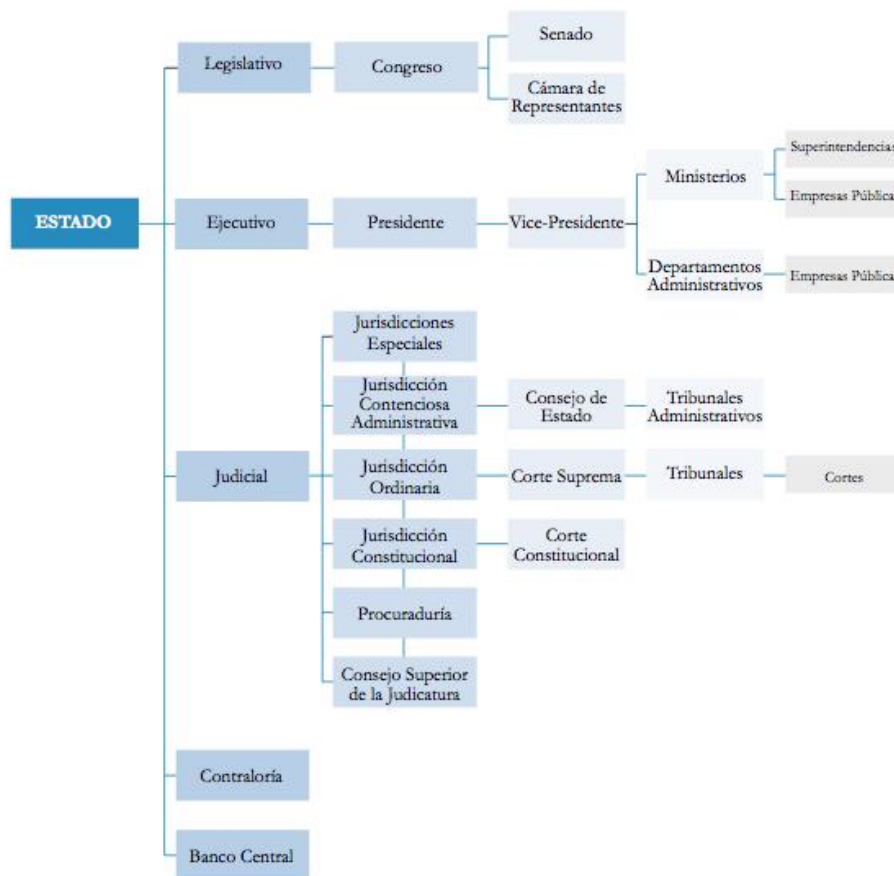 Senado
Legislativo
Congreso
Cámara de
Representantes
Superintendencias
Ministerios
Empresas Pública
ESTADO
Ejecutivo
Presidente
Vice-Presidente
Departamentos
Administrativos
Empresas Pública
Jurisdicciones
Especiales
Jurisdicción
Contenciosa
Administrativa
Consejo de
Estado
Tribunales
Administrativos
Judicial
Jurisdicción
Ordinaria
Corte Suprema
Tribunales
Cortes
Jurisdicción
Constitucional
Corte
Constitucional
Procuraduría
Consejo Superior
de la Judicatura
Contraloría
Banco Central